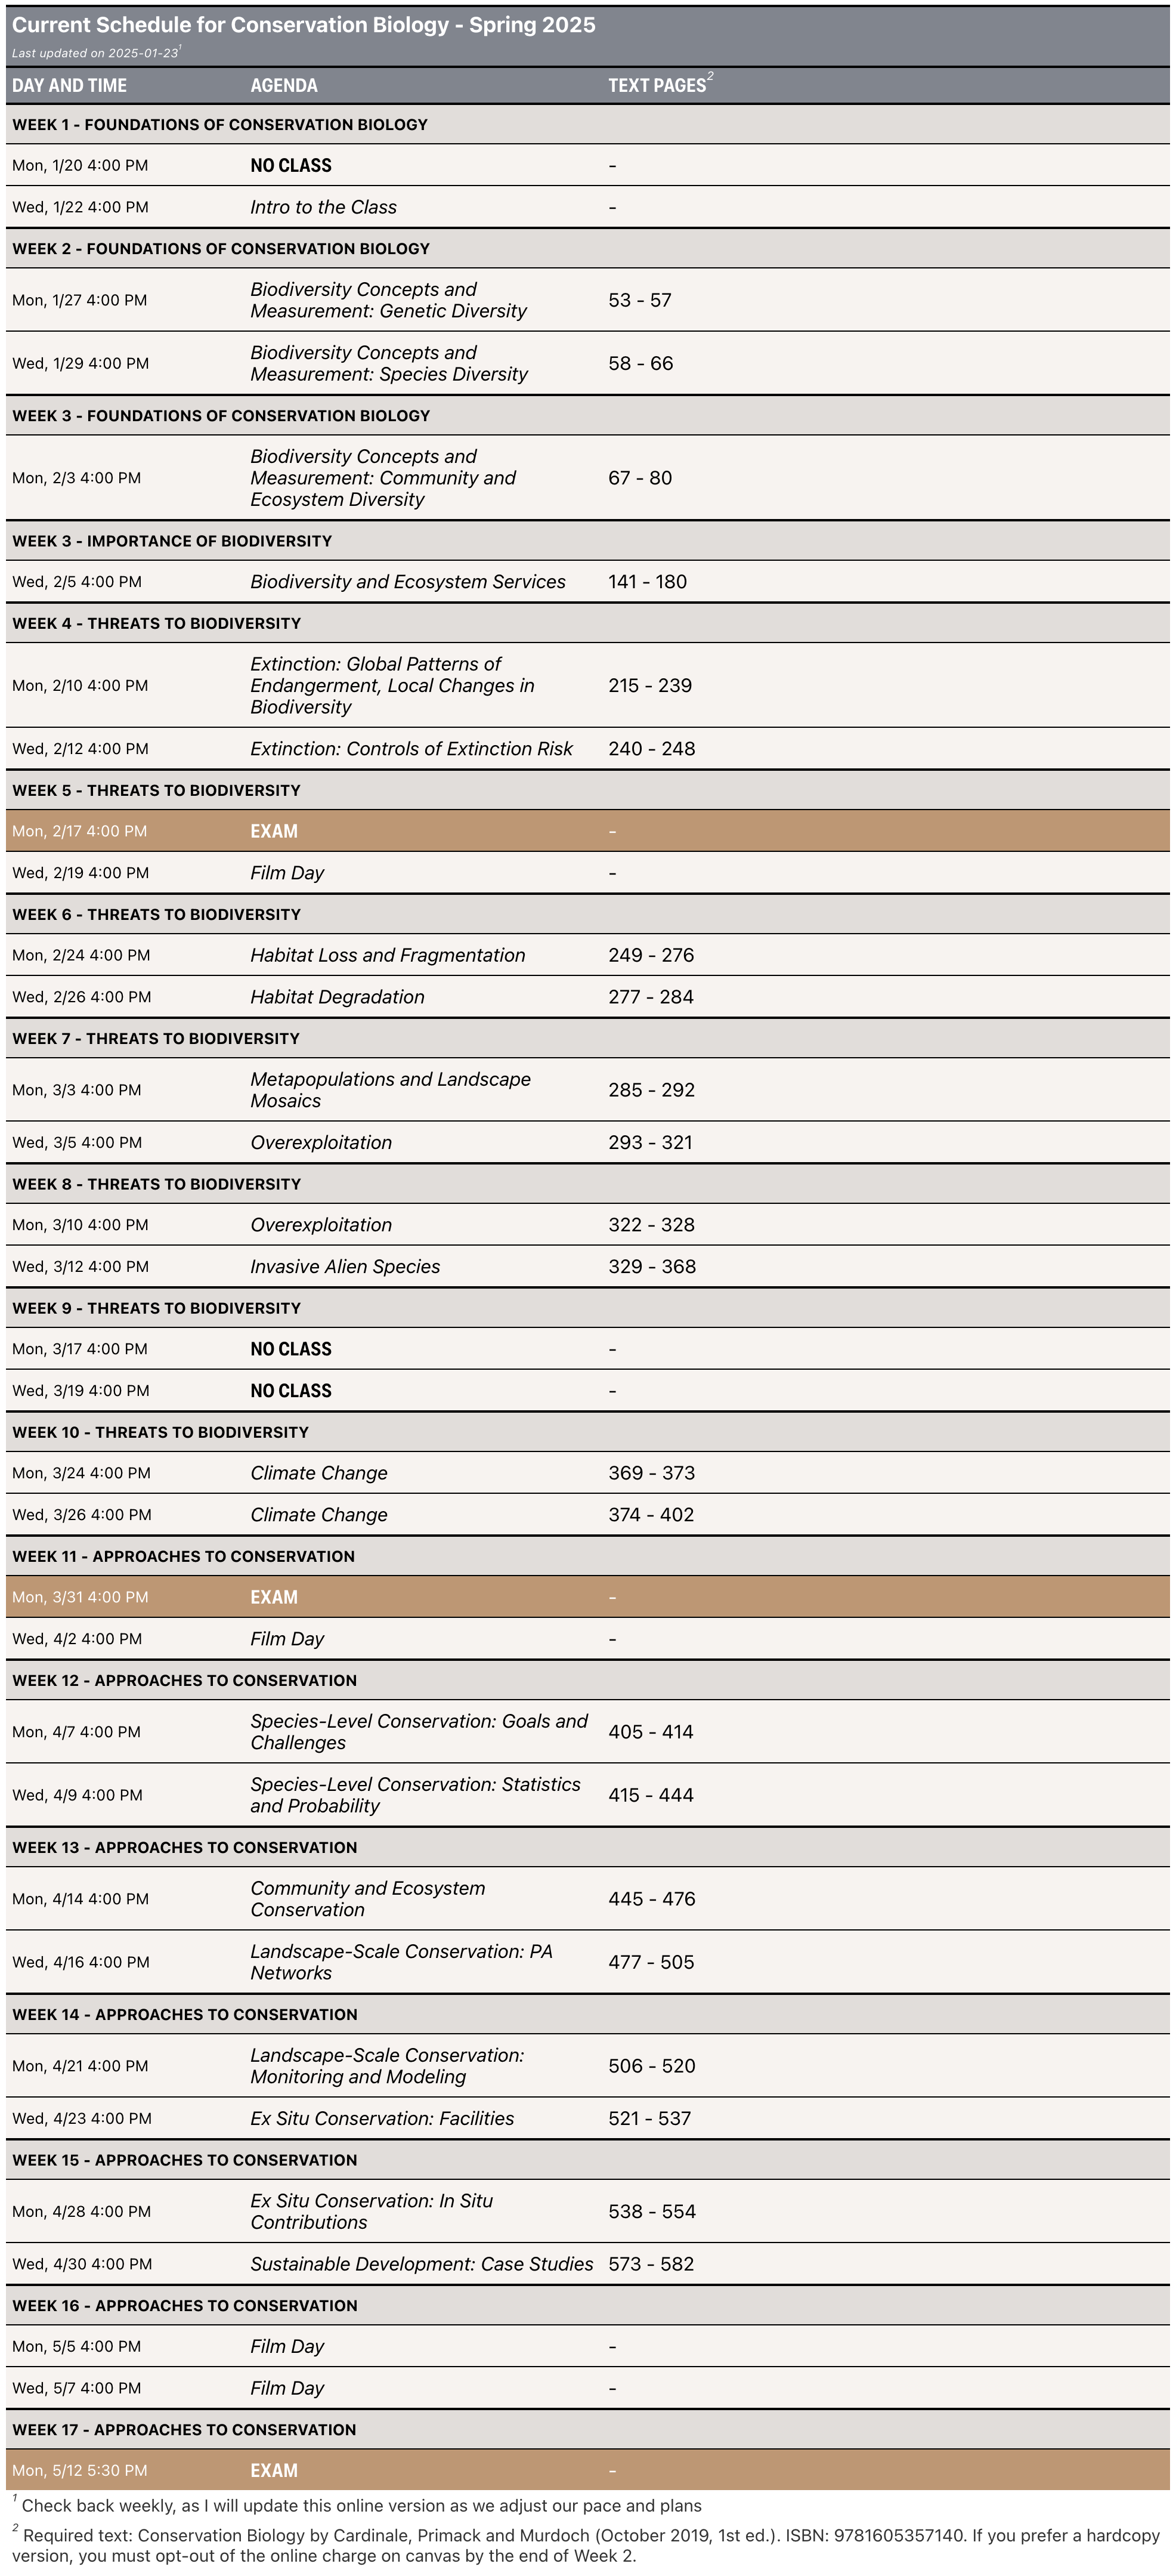 Current Schedule for Conservation Biology - Spring 2025
Last updated on 2025-01-23¹
DAY AND TIME AGENDA TEXT PAGES²
WEEK 1 - FOUNDATIONS OF CONSERVATION BIOLOGY
Mon, 1/20 4:00 PM NO CLASS -
Wed, 1/22 4:00 PM Intro to the Class -
WEEK 2 - FOUNDATIONS OF CONSERVATION BIOLOGY
Mon, 1/27 4:00 PM Biodiversity Concepts and
Measurement: Genetic Diversity 53 - 57
Wed, 1/29 4:00 PM Biodiversity Concepts and
Measurement: Species Diversity 58 - 66
WEEK 3 - FOUNDATIONS OF CONSERVATION BIOLOGY
Biodiversity Concepts and
Mon, 2/3 4:00 PM Measurement: Community and 67 - 80
Ecosystem Diversity
WEEK 3 - IMPORTANCE OF BIODIVERSITY
Wed, 2/5 4:00 PM Biodiversity and Ecosystem Services 141 - 180
WEEK 4 - THREATS TO BIODIVERSITY
Extinction: Global Patterns of
Mon, 2/10 4:00 PM Endangerment, Local Changes in 215 - 239
Biodiversity
Wed, 2/12 4:00 PM Extinction: Controls of Extinction Risk 240 - 248
WEEK 5 - THREATS TO BIODIVERSITY
Mon, 2/17 4:00 PM EXAM -
Wed, 2/19 4:00 PM Film Day -
WEEK 6 - THREATS TO BIODIVERSITY
Mon, 2/24 4:00 PM Habitat Loss and Fragmentation 249 - 276
Wed, 2/26 4:00 PM Habitat Degradation 277 - 284
WEEK 7 - THREATS TO BIODIVERSITY
Mon, 3/3 4:00 PM Metapopulations and Landscape
Mosaics 285 - 292
Wed, 3/5 4:00 PM Overexploitation 293 - 321
WEEK 8 - THREATS TO BIODIVERSITY
Mon, 3/10 4:00 PM Overexploitation 322 - 328
Wed, 3/12 4:00 PM Invasive Alien Species 329 - 368
WEEK 9 - THREATS TO BIODIVERSITY
Mon, 3/17 4:00 PM NO CLASS -
Wed, 3/19 4:00 PM NO CLASS -
WEEK 10 - THREATS TO BIODIVERSITY
Mon, 3/24 4:00 PM Climate Change 369 - 373
Wed, 3/26 4:00 PM Climate Change 374 - 402
WEEK 11 - APPROACHES TO CONSERVATION
Mon, 3/31 4:00 PM EXAM -
Wed, 4/2 4:00 PM Film Day -
WEEK 12 - APPROACHES TO CONSERVATION
Mon, 4/7 4:00 PM Species-Level Conservation: Goals and
Challenges 405 - 414
Wed, 4/9 4:00 PM Species-Level Conservation: Statistics
and Probability 415 - 444
WEEK 13 - APPROACHES TO CONSERVATION
Mon, 4/14 4:00 PM Community and Ecosystem
Conservation 445 - 476
Wed, 4/16 4:00 PM Landscape-Scale Conservation: PA
Networks 477 - 505
WEEK 14 - APPROACHES TO CONSERVATION
Mon, 4/21 4:00 PM Landscape-Scale Conservation:
Monitoring and Modeling 506 - 520
Wed, 4/23 4:00 PM Ex Situ Conservation: Facilities 521 - 537
WEEK 15 - APPROACHES TO CONSERVATION
Mon, 4/28 4:00 PM Ex Situ Conservation: In Situ
Contributions 538 - 554
Wed, 4/30 4:00 PM Sustainable Development: Case Studies 573 - 582
WEEK 16 - APPROACHES TO CONSERVATION
Mon, 5/5 4:00 PM Film Day -
Wed, 5/7 4:00 PM Film Day -
WEEK 17 - APPROACHES TO CONSERVATION
Mon, 5/12 5:30 PM EXAM -
¹ Check back weekly, as I will update this online version as we adjust our pace and plans
² Required text: Conservation Biology by Cardinale, Primack and Murdoch (October 2019, 1st ed.). ISBN: 9781605357140. If you prefer a hardcopy
version, you must opt-out of the online charge on canvas by the end of Week 2.